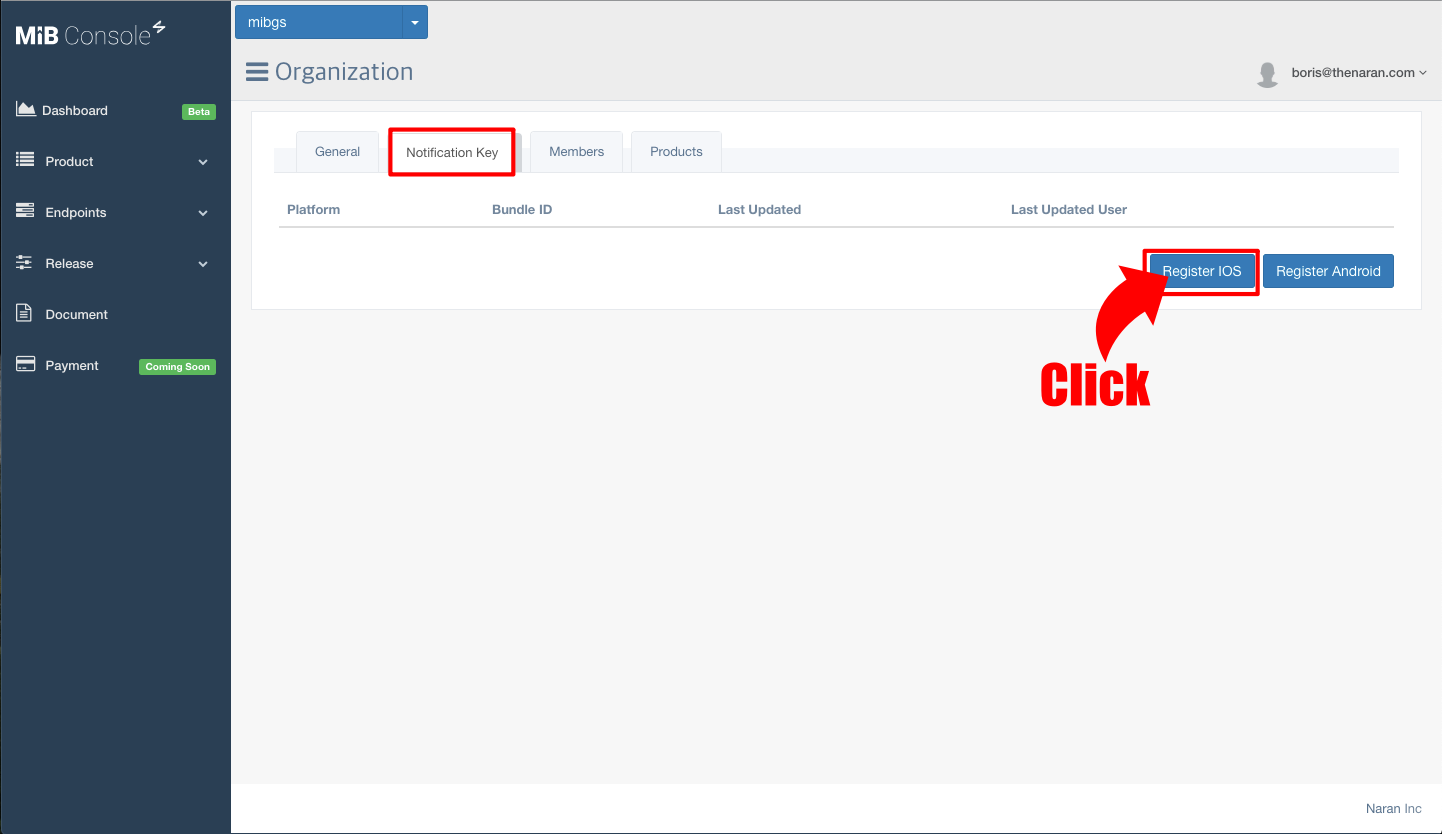 MiB Console
mibgs
Organization
boris@thenaran.com
Dashboard
Beta
Product
Endpoints
Release
Document
Payment
Coming Soon
General
Notification Key
Members
Products
Platform
Bundle ID
Last Updated
Last Updated User
Register IOS
Register Android
Click
Naran Inc